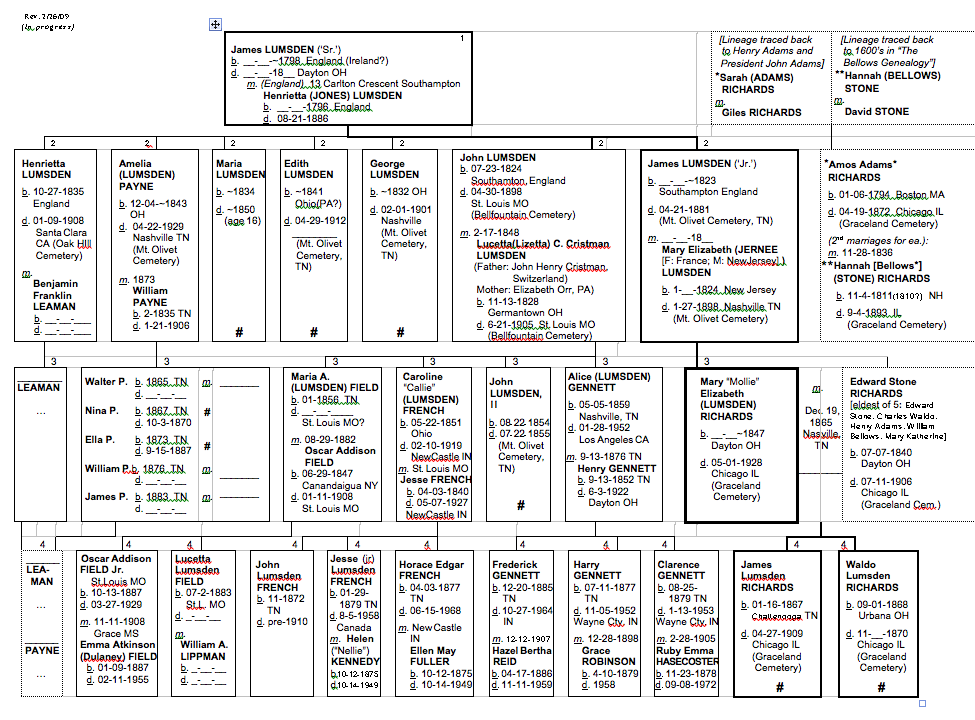 Rev. 2/26/09
(In progress)
1
James LUMSDEN ('Sr.')
b. __-__-~1798 England (Ireland?)
d. __-__-18__ Dayton OH
m. (England) 13 Carlton Crescent Southampton
Henrietta (JONES) LUMSDEN
b. __-__-1796 England
d. 08-21-1886
[Lineage traced back
to Henry Adams and
President John Adams]
*Sarah (ADAMS)
RICHARDS
m.
Giles RICHARDS
[Lineage traced back
to 1600's in "The
Bellows Genealogy"]
**Hannah (BELLOWS)
STONE
m.
David STONE
2
Henrietta
LUMSDEN
b. 10-27-1835
England
d. 01-09-1908
Santa Clara
CA (Oak Hill
Cemetery)
m.
Benjamin
Franklin
LEAMAN
b. __-__-__
d. __-__-__
2
Amelia
(LUMSDEN)
PAYNE
b. 12-04-~1843
OH
d. 04-22-1929
Nashville TN
(Mt. Olivet
Cemetery)
m. 1873
William
PAYNE
b. 2-1835 TN
d. 1-21-1906
2
Maria
LUMSDEN
b. ~1834
d. ~1850
(age 16)
#
2
Edith
LUMSDEN
b. ~1841
Ohio(PA?)
d. 04-29-1912
________
(Mt. Olivet
Cemetery,
TN)
#
2
George
LUMSDEN
b. ~1832 OH
d. 02-01-1901
Nashville
(Mt. Olivet
Cemetery,
TN)
#
2
John LUMSDEN
b. 07-23-1824
Southamton, England
d. 04-30-1898
St. Louis MO
(Bellfountain Cemetery)
m. 2-17-1848
Lucetta(Lizetta) C. Cristman
LUMSDEN
(Father: John Henry Cristman,
Switzerland)
Mother: Elizabeth Orr, PA)
b. 11-13-1828
Germantown OH
d. 6-21-1905 St. Louis MO
(Bellfountain Cemetery)
2
James LUMSDEN ('Jr.')
b. __-__-~1823
Southampton England
d. 04-21-1881
(Mt. Olivet Cemetery, TN)
m. __-__-18__
Mary Elizabeth (JERNEE
[F: France; M: NewJersey].)
LUMSDEN
b. 1-__-1824 New Jersey
d. 1-27-1898 Nashville TN
(Mt. Olivet Cemetery)
*Amos Adams*
RICHARDS
b. 01-06-1794 Boston MA
d. 04-19-1872 Chicago IL
(Graceland Cemetery)
(2nd marriages for ea.):
m. 11-28-1836
**Hannah [Bellows*]
(STONE) RICHARDS
b. 11-4-1811(1810?) NH
d. 9-4-1893 IL
(Graceland Cemetery)
3
LEAMAN
...
3
Walter P. b. 1865 TN m. ________
d. __-__-____
Nina P. b. 1867 TN #
d. 10-3-1870
Ella P. b. 1873 TN #
d. 9-15-1887
William P. b. 1876 TN m. ________
d. __-__-__
James P. b. 1883 TN m. ________
d. __-__-__
3
Maria A.
(LUMSDEN) FIELD
b. 01-1856 TN
d. __-__-____
St. Louis MO?
m. 08-29-1882
Oscar Addison
FIELD
b. 06-29-1847
Canandaigua NY
d. 01-11-1908
St. Louis MO
3
Caroline
"Callie"
(LUMSDEN)
FRENCH
b. 05-22-1851
Ohio
d. 02-10-1919
NewCastle IN
m. St. Louis MO
Jesse FRENCH
b. 04-03-1840
d. 05-07-1927
NewCastle IN
3
John
LUMSDEN,
II
b. 08-22-1854
d. 07-22-1855
(Mt. Olivet
Cemetery,
TN)
#
3
Alice (LUMSDEN)
GENNETT
b. 05-05-1859
Nashville, TN
d. 01-28-1952
Los Angeles CA
m. 9-13-1876 TN
Henry GENNETT
b. 9-13-1852 TN
d. 6-3-1922
Dayton OH
3
Mary "Mollie"
Elizabeth
(LUMSDEN)
RICHARDS
b. __-__-~1847
Dayton OH
d. 05-01-1928
Chicago IL
(Graceland
Cemetery)
m.
Dec. 19,
1865
Nasville,
TN
3
Edward Stone
RICHARDS
[eldest of 5: Edward
Stone, Charles Waldo,
Henry Adams, William
Bellows, Mary Katherine]
b. 07-07-1840
Dayton OH
d. 07-11-1906
Chicago IL
(Graceland Cem.)
4
LEA-
MAN
...
PAYNE
...
4
Oscar Addison
FIELD Jr.
St.Louis MO
b. 10-13-1887
d. 03-27-1929
m. 11-11-1908
Grace MS
Emma Atkinson
(Dulaney) FIELD
b. 01-09-1887
d. 02-11-1955
4
Lucetta
Lumsden
FIELD
b. 07-2-1883
St.L. MO
d. -__-__
m.
William A.
LIPPMAN
b. __-__-__
d. __-__-__
4
John
Lumsden
FRENCH
b. 11-1872
TN
d. pre-1910
4
Jesse (jr)
Lumsden
FRENCH
b. 01-29-
1879 TN
d. 8-5-1958
Canada
m. Helen
("Nellie")
KENNEDY
b.10-12-1875
d.10-14-1949
4
Horace Edgar
FRENCH
b. 04-03-1877
TN
d. 06-15-1968
m. New Castle
IN
Ellen May
FULLER
b. 10-12-1875
d. 10-14-1949
4
Frederick
GENNETT
b. 12-20-1885
TN
d. 10-27-1964
IN
m. 12-12-1907
Hazel Bertha
REID
b. 04-17-1886
d. 11-11-1959
4
Harry
GENNETT
b. 07-11-1877
TN
d. 11-05-1952
Wayne Cty, IN
m. 12-28-1898
Grace
ROBINSON
b. 4-10-1879
d. 1958
4
Clarence
GENNETT
b. 08-25-
1879 TN
d. 1-13-1953
Wayne Cty, IN
m. 2-28-1905
Ruby Emma
HASECOSTER
b. 11-23-1878
d. 09-08-1972
4
James
Lumsden
RICHARDS
b. 01-16-1867
Chattanooga TN
d. 04-27-1909
Chicago IL
(Graceland
Cemetery)
#
4
Waldo
Lumsden
RICHARDS
b. 09-01-1868
Urbana OH
d. 11-__-1870
Chicago IL
(Graceland
Cemetery)
#